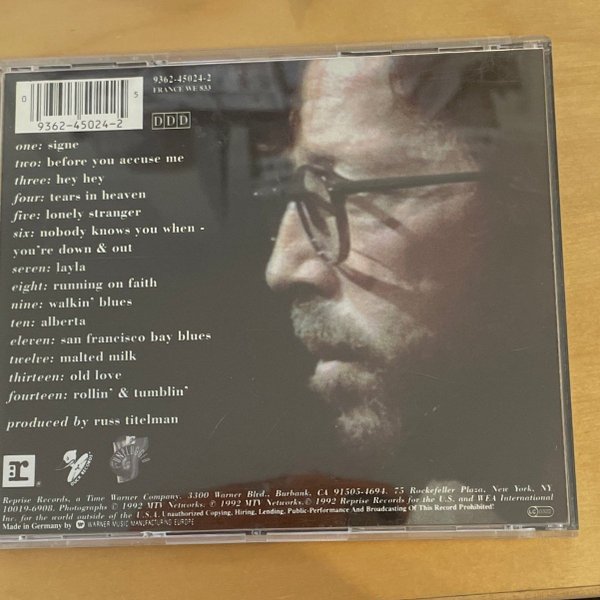 9362-45024-2
FRANCE WE 833
0
5
9362-45024-2
DDD
one: signe
two: before you accuse me
three: hey hey
four: tears in heaven
five: lonely stranger
six: nobody knows you when -
you're down & out
seven: layla
eight: running on faith
nine: walkin' blues
ten: alberta
eleven: san francisco bay blues
twelve: malted milk
thirteen: old love
fourteen: rollin' & tumblin'
produced by russ titelman
r
Reprise Records, a Time Warner Company. 3300 Warner Blvd., Burbank, CA 91505-4694. 75 Rockefeller Plaza, New York, NY
10019-6908. Photographs © 1992 MTV Networks. ℗ 1992 MTV Networks. © 1992 Reprise Records for the U.S. and WEA International
Inc. for the world outside of the U.S.A. Unauthorized Copying, Hiring, Lending, Public-Performance And Broadcasting Of This Record Prohibited!
Made in Germany by WARNER MUSIC MANUFACTURING EUROPE
LC